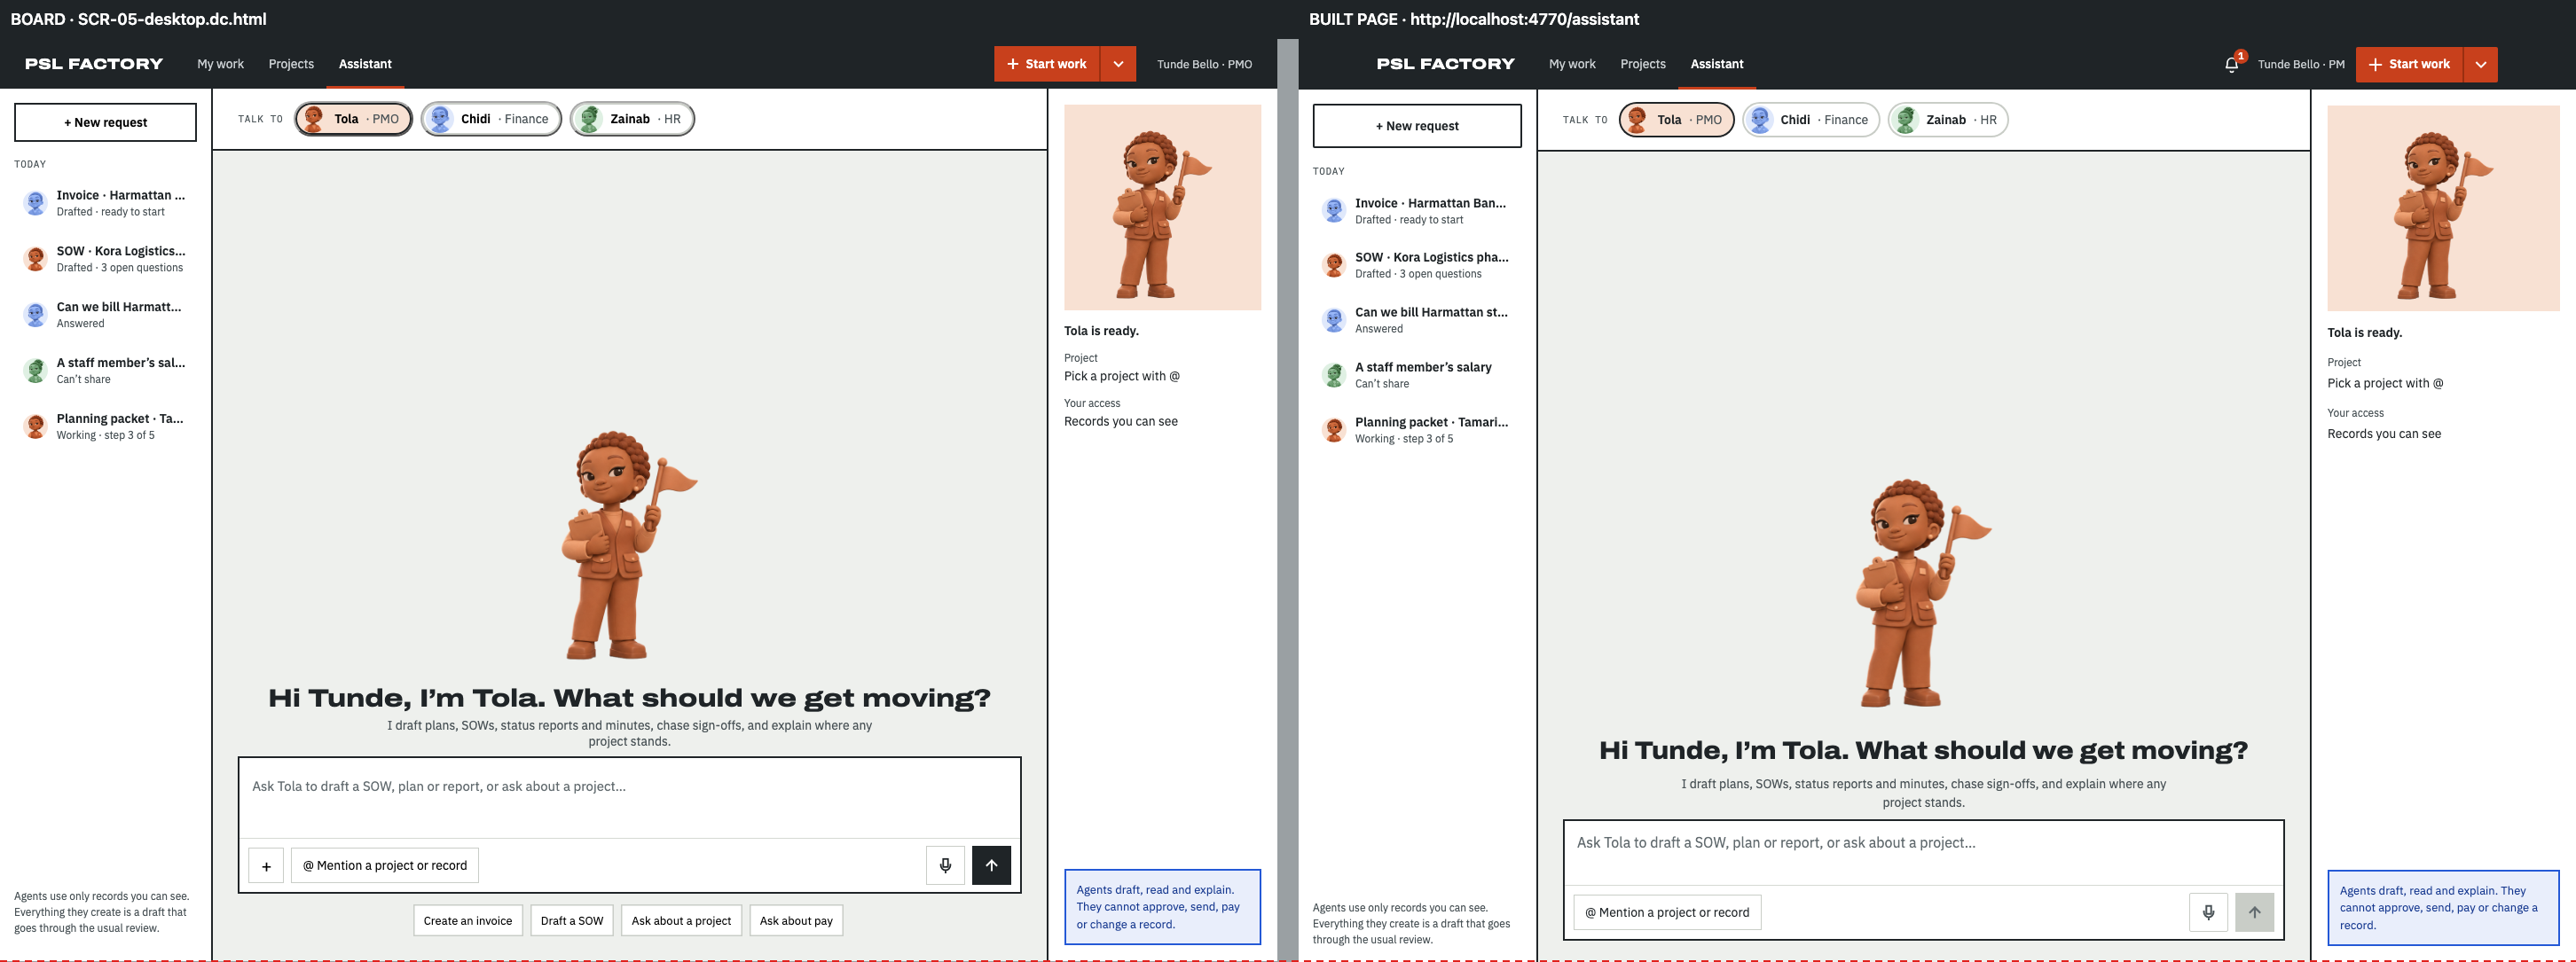 BOARD · SCR-05-desktop.dc.html
PSL FACTORY
My work
Projects
Assistant
+ Start work
Tunde Bello · PMO
+ New request
TODAY
Invoice · Harmattan ...
Drafted · ready to start
SOW · Kora Logistics...
Drafted · 3 open questions
Can we bill Harmatt...
Answered
A staff member’s sal...
Can’t share
Planning packet · Ta...
Working · step 3 of 5
Agents use only records you can see.
Everything they create is a draft that
goes through the usual review.
TALK TO
Tola · PMO
Chidi · Finance
Zainab · HR
Hi Tunde, I’m Tola. What should we get moving?
I draft plans, SOWs, status reports and minutes, chase sign-offs, and explain where any
project stands.
Ask Tola to draft a SOW, plan or report, or ask about a project...
+
@ Mention a project or record
Create an invoice
Draft a SOW
Ask about a project
Ask about pay
Tola is ready.
Project
Pick a project with @
Your access
Records you can see
Agents draft, read and explain.
They cannot approve, send, pay
or change a record.
BUILT PAGE · http://localhost:4770/assistant
PSL FACTORY
My work
Projects
Assistant
1
Tunde Bello · PM
+ Start work
+ New request
TODAY
Invoice · Harmattan Ban...
Drafted · ready to start
SOW · Kora Logistics pha...
Drafted · 3 open questions
Can we bill Harmattan st...
Answered
A staff member’s salary
Can’t share
Planning packet · Tamari...
Working · step 3 of 5
Agents use only records you can see.
Everything they create is a draft that goes
through the usual review.
TALK TO
Tola · PMO
Chidi · Finance
Zainab · HR
Hi Tunde, I’m Tola. What should we get moving?
I draft plans, SOWs, status reports and minutes, chase sign-offs, and explain where any
project stands.
Ask Tola to draft a SOW, plan or report, or ask about a project...
@ Mention a project or record
Tola is ready.
Project
Pick a project with @
Your access
Records you can see
Agents draft, read and explain. They
cannot approve, send, pay or change a
record.